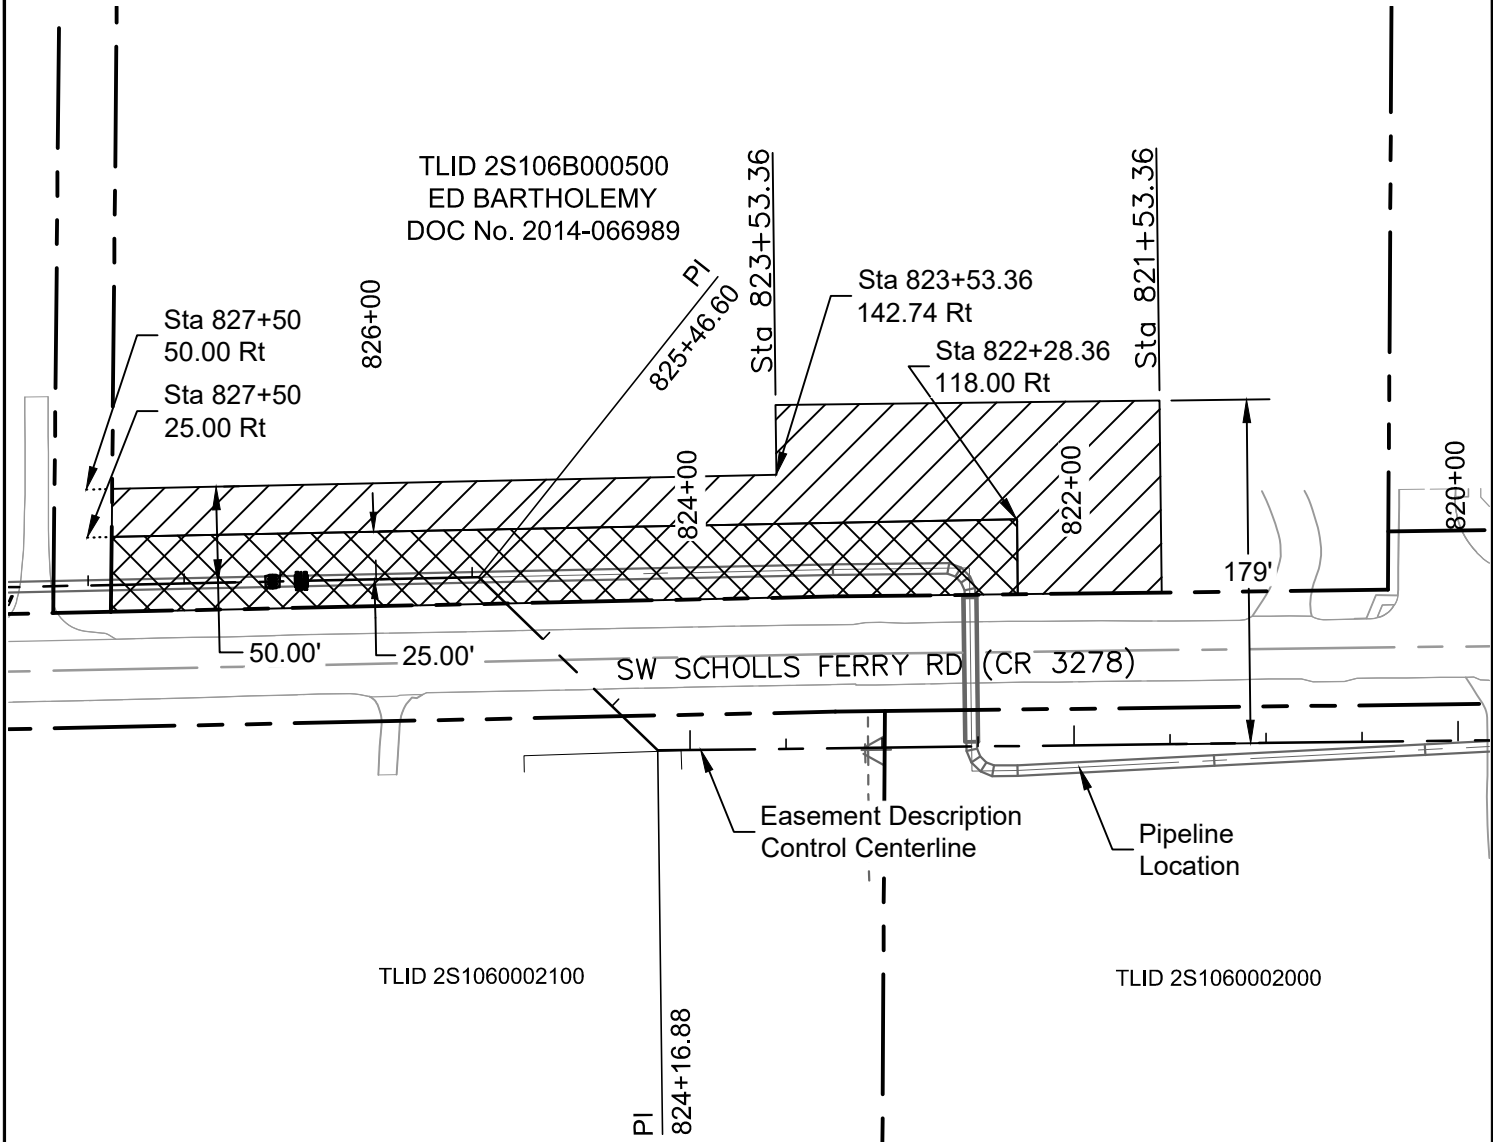 TLID 2S106B000500
ED BARTHOLEMY
DOC No. 2014-066989
Sta 823+53.36
Sta 821+53.36
PI
825+46.60
826+00
Sta 827+50
50.00 Rt
Sta 827+50
25.00 Rt
Sta 823+53.36
142.74 Rt
Sta 822+28.36
118.00 Rt
824+00
822+00
820+00
179'
50.00'
25.00'
SW SCHOLLS FERRY RD (CR 3278)
Easement Description
Control Centerline
Pipeline
Location
TLID 2S1060002100
TLID 2S1060002000
PI
824+16.88